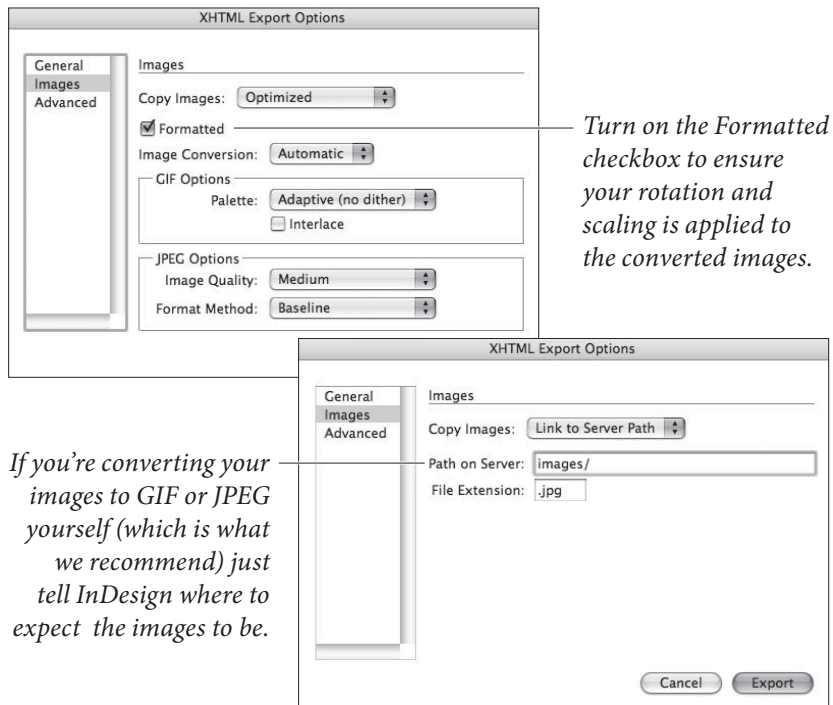 XHTML Export Options
General
Images
Advanced
Images
Copy Images: Optimized
Formatted
Image Conversion: Automatic
GIF Options
Palette: Adaptive (no dither)
Interlace
JPEG Options
Image Quality: Medium
Format Method: Baseline
Turn on the Formatted
checkbox to ensure
your rotation and
scaling is applied to
the converted images.
XHTML Export Options
General
Images
Advanced
Images
Copy Images: Link to Server Path
Path on Server: images/
File Extension: .jpg
Cancel
Export
If you're converting your
images to GIF or JPEG
yourself (which is what
we recommend) just
tell InDesign where to
expect the images to be.